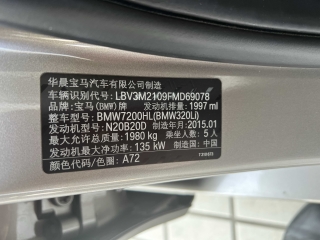 华晨宝马汽车有限公司制造
车辆识别代号: LBV3M2109FMD69078
品牌: 宝马(BMW)牌 发动机排量: 1997 ml
整车型号: BMW7200HL(BMW320Li)
发动机型号: N20B20D 制造年月: 2015.01
最大允许总质量: 1980 kg 乘坐人数: 5 人
发动机最大净功率: 135 kW 制造国: 中国
颜色代码/色圈: A72